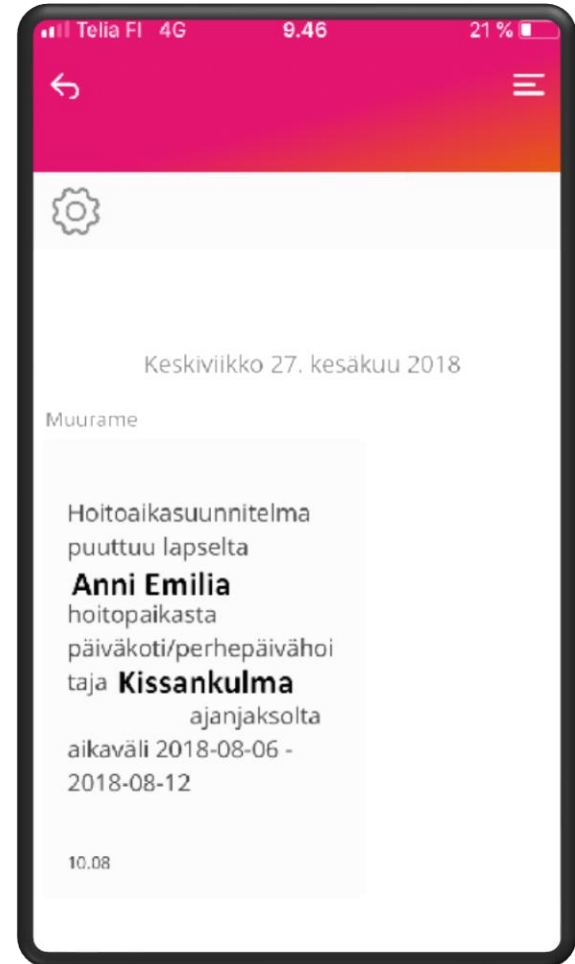 Telia FI 4G 9.46 21 %
Keskiviikko 27. kesäkuu 2018
Muurame
Hoitoaikasuunnitelma
puuttuu lapselta
Anni Emilia
hoitopaikasta
päiväkoti/perhepäivähoi
taja Kissankulma
ajanjaksolta
aikaväli 2018-08-06 -
2018-08-12
10.08